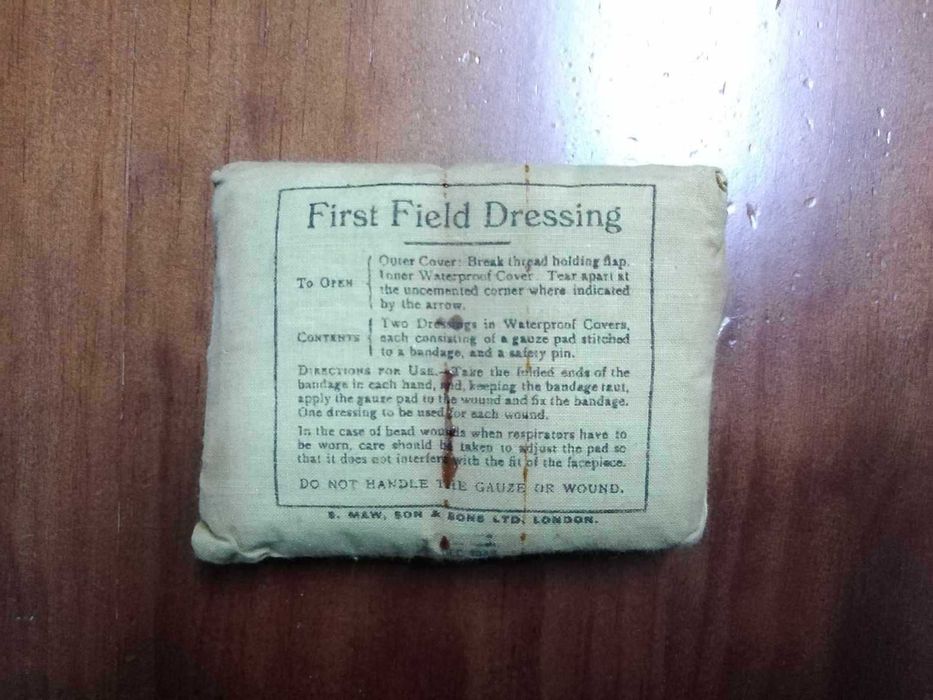 First Field Dressing
To Open { Outer Cover: Break thread holding flap.
Inner Waterproof Cover. Tear apart at
the uncemented corner where indicated
by the arrow.
Contents { Two Dressings in Waterproof Covers,
each consisting of a gauze pad stitched
to a bandage, and a safety pin.
Directions for Use.—Take the folded ends of the
bandage in each hand, and, keeping the bandage taut,
apply the gauze pad to the wound and fix the bandage.
One dressing to be used for each wound.
In the case of head wounds when respirators have to
be worn, care should be taken to adjust the pad so
that it does not interfere with the fit of the facepiece.
DO NOT HANDLE THE GAUZE OR WOUND.
S. MAW, SON & SONS LTD. LONDON.